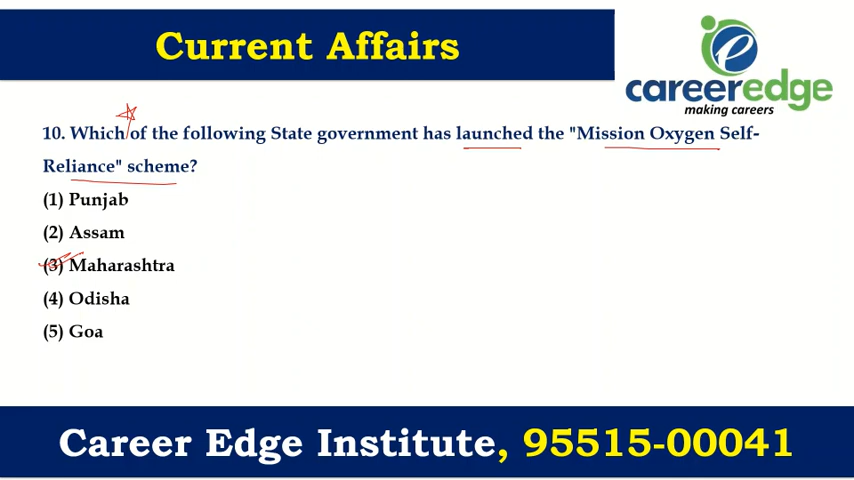 Current Affairs
careeredge
making careers
10. Which of the following State government has launched the "Mission Oxygen Self-
Reliance" scheme?
(1) Punjab
(2) Assam
(3) Maharashtra
(4) Odisha
(5) Goa
Career Edge Institute, 95515-00041